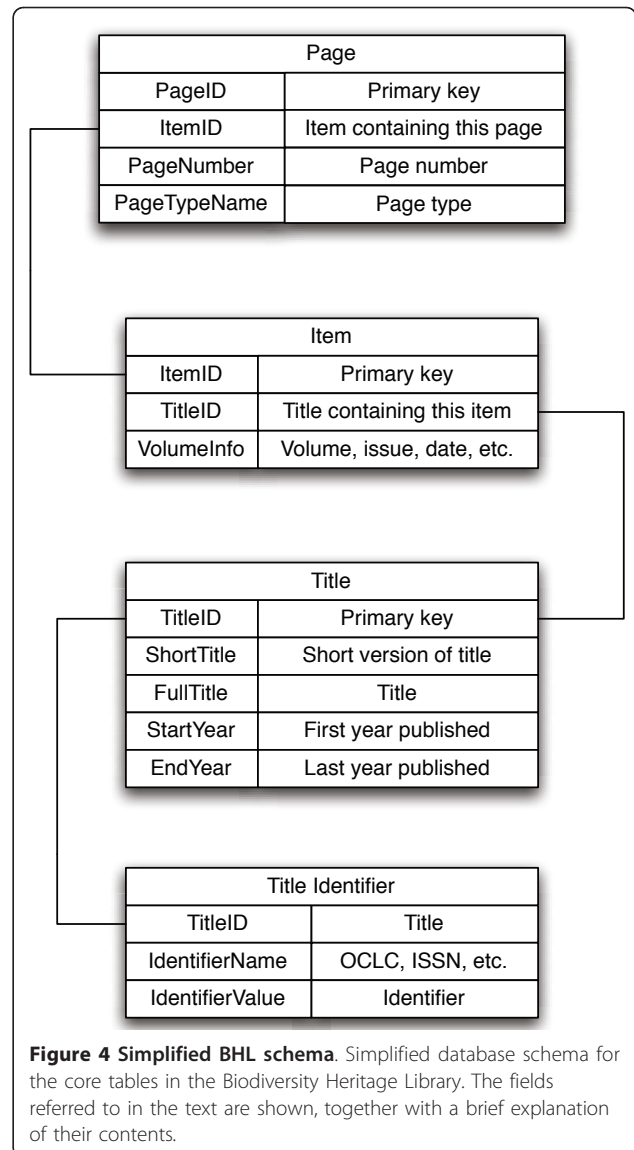 Page
PageID Primary key
ItemID Item containing this page
PageNumber Page number
PageTypeName Page type
Item
ItemID Primary key
TitleID Title containing this item
VolumeInfo Volume, issue, date, etc.
Title
TitleID Primary key
ShortTitle Short version of title
FullTitle Title
StartYear First year published
EndYear Last year published
Title Identifier
TitleID Title
IdentifierName OCLC, ISSN, etc.
IdentifierValue Identifier
Figure 4 Simplified BHL schema. Simplified database schema for
the core tables in the Biodiversity Heritage Library. The fields
referred to in the text are shown, together with a brief explanation
of their contents.